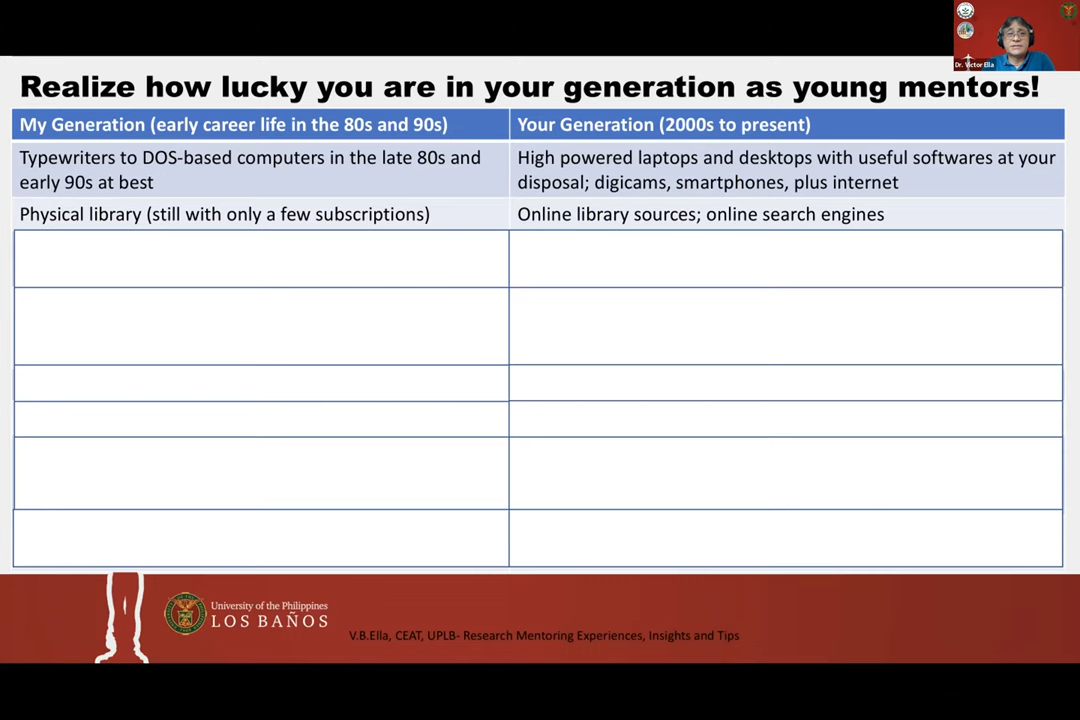 Dr. Victor Ella
Realize how lucky you are in your generation as young mentors!
My Generation (early career life in the 80s and 90s)
Your Generation (2000s to present)
Typewriters to DOS-based computers in the late 80s and
early 90s at best
High powered laptops and desktops with useful softwares at your
disposal; digicams, smartphones, plus internet
Physical library (still with only a few subscriptions)
Online library sources; online search engines
University of the Philippines
LOS BAÑOS
V.B.Ella, CEAT, UPLB- Research Mentoring Experiences, Insights and Tips